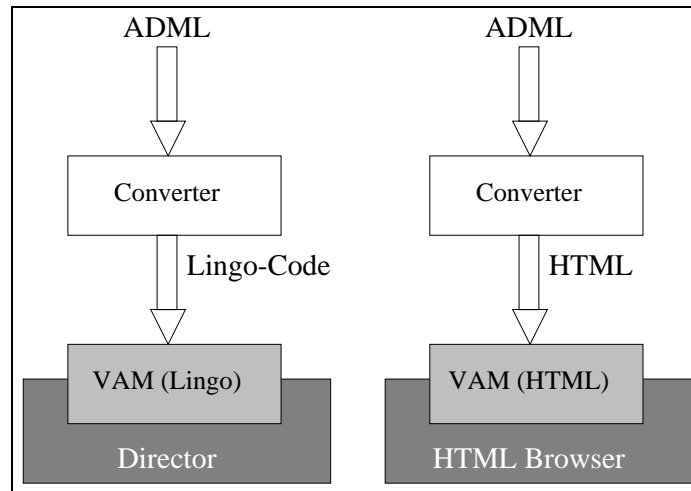 ADML
Converter
Lingo-Code
VAM (Lingo)
Director
ADML
Converter
HTML
VAM (HTML)
HTML Browser